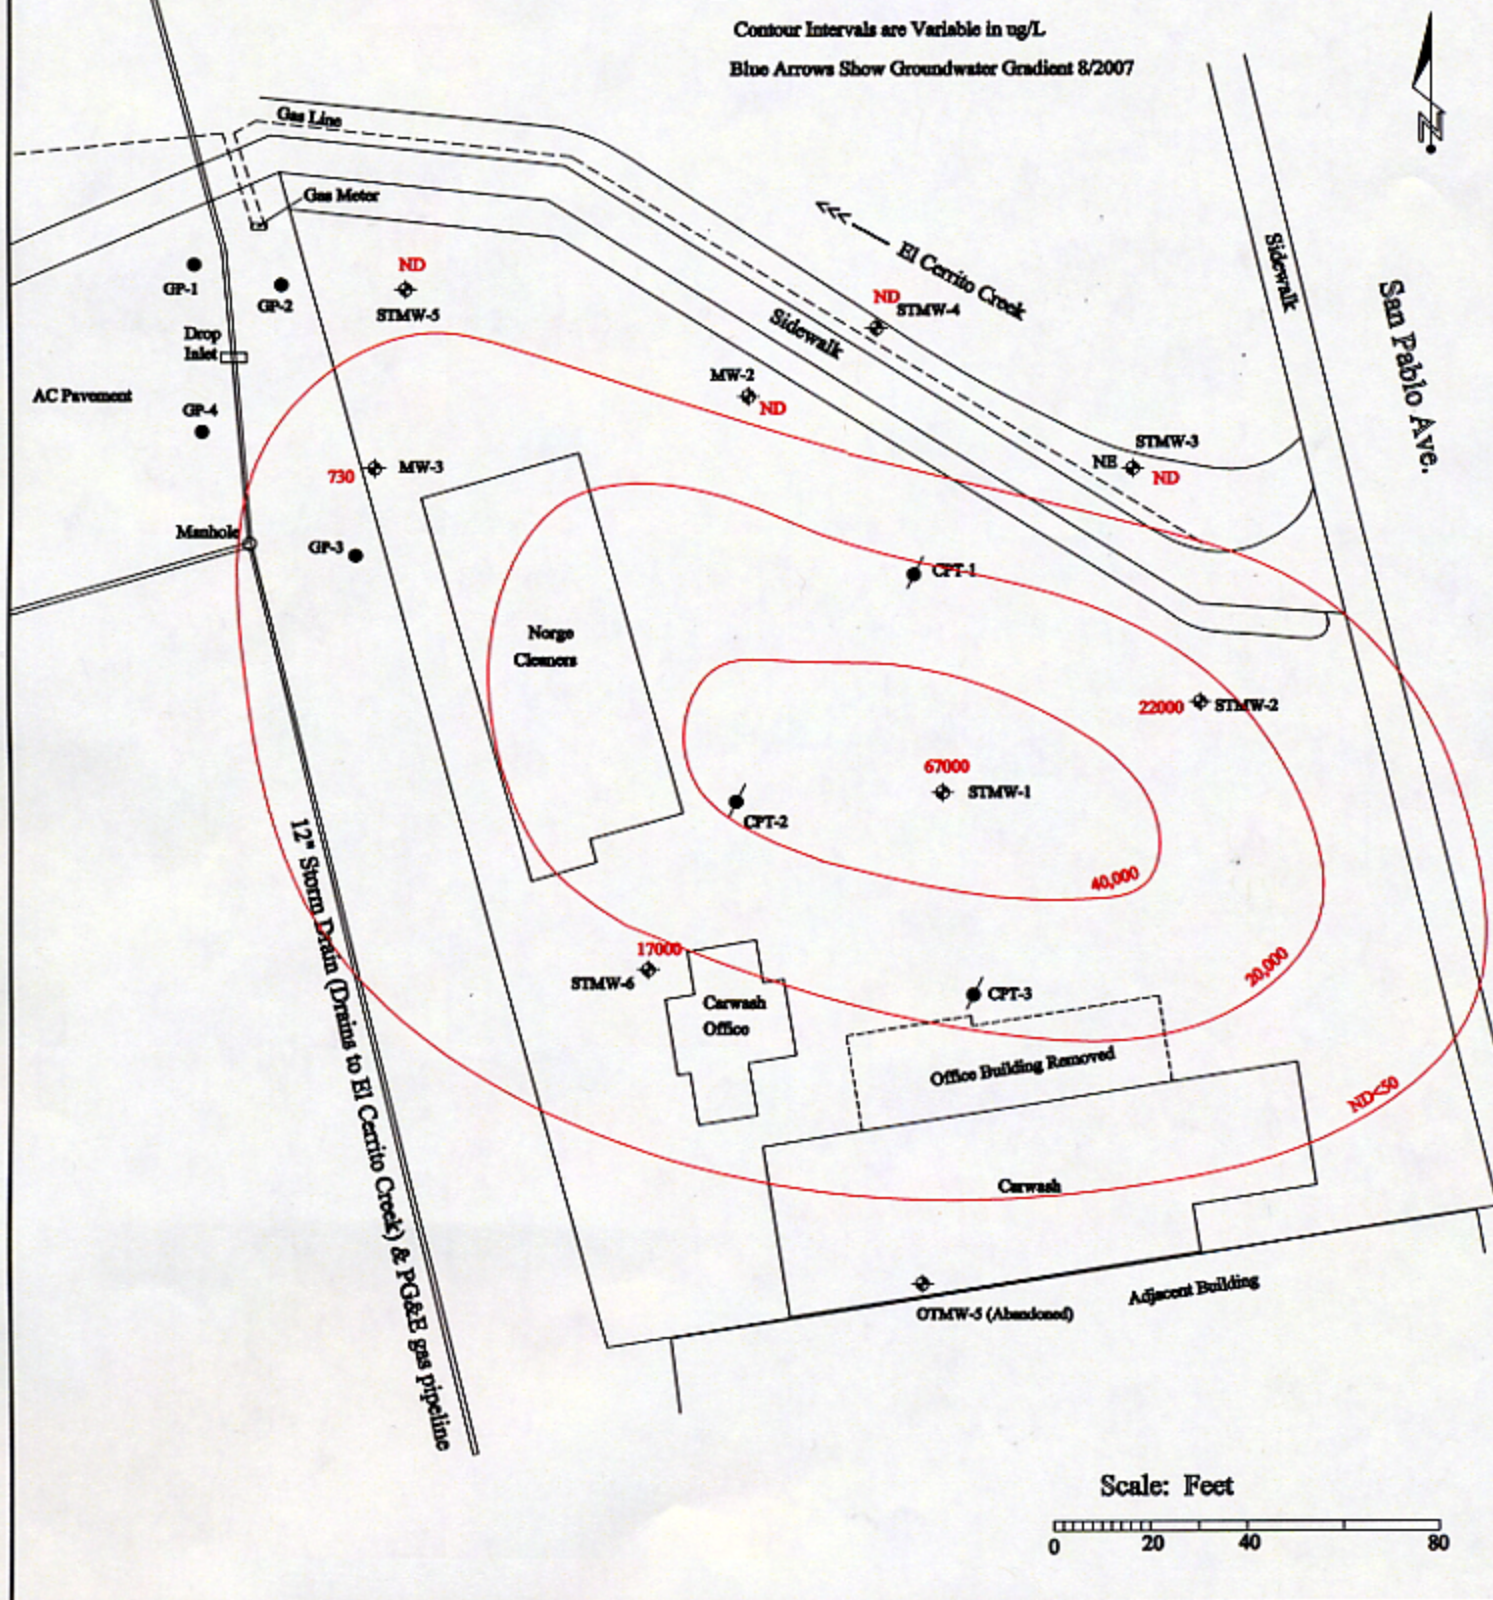 Contour Intervals are Variable in ug/L
Blue Arrows Show Groundwater Gradient 8/2007
N
Gas Line
Gas Meter
<<<
El Cerrito Creek
Sidewalk
San Pablo Ave.
GP-1
GP-2
ND
STMW-5
ND
STMW-4
Sidewalk
Drop
Inlet
AC Pavement
GP-4
MW-2
ND
730
MW-3
STMW-3
NE
ND
Manhole
GP-3
CPT-1
Norge
Cleaners
22000
STMW-2
67000
STMW-1
CPT-2
40,000
12" Storm Drain (Drains to El Cerrito Creek) & PG&E gas pipeline
17000
STMW-6
Carwash
Office
CPT-3
20,000
Office Building Removed
ND<50
Carwash
OTMW-5 (Abandoned)
Adjacent Building
Scale: Feet
0 20 40 80